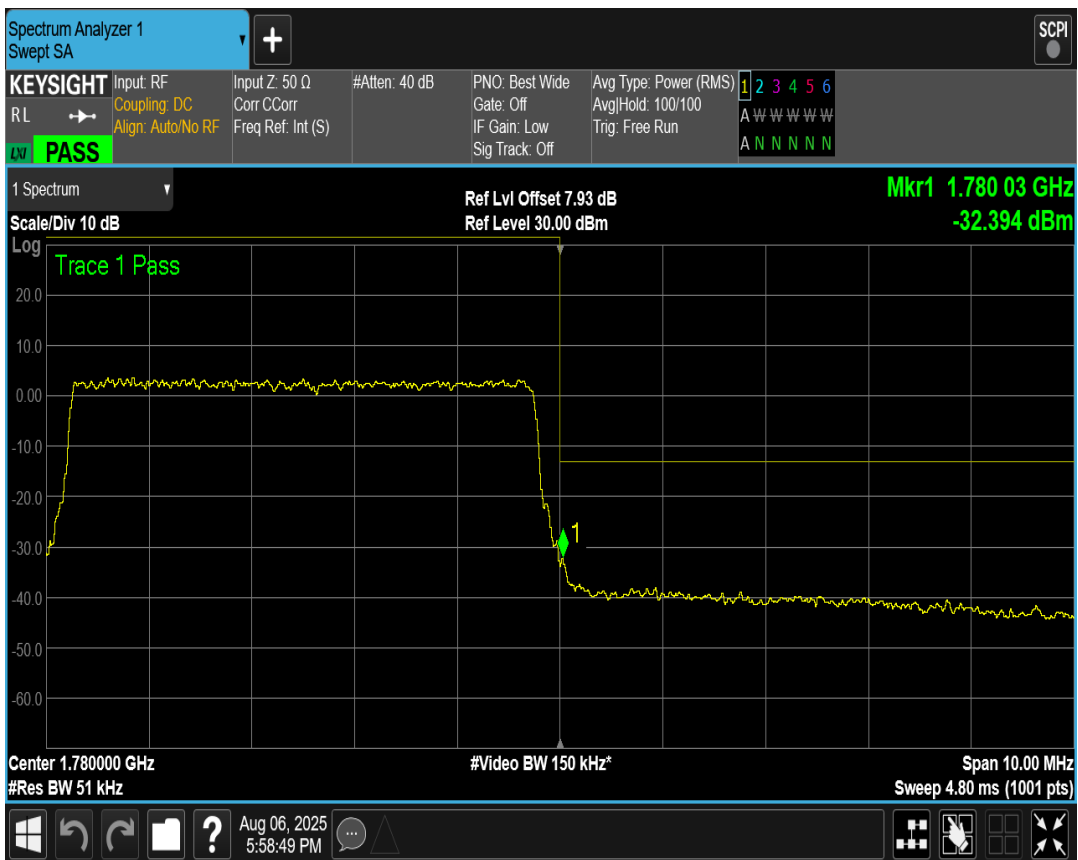 Spectrum Analyzer 1
Swept SA
+
SCPI
KEYSIGHT
R L
LXI PASS
Input: RF
Coupling: DC
Align: Auto/No RF
Input Z: 50 Ω
Corr CCorr
Freq Ref: Int (S)
#Atten: 40 dB
PNO: Best Wide
Gate: Off
IF Gain: Low
Sig Track: Off
Avg Type: Power (RMS)
Avg|Hold: 100/100
Trig: Free Run
1 2 3 4 5 6
A W W W W W
A N N N N N
1 Spectrum
Scale/Div 10 dB
Ref Lvl Offset 7.93 dB
Ref Level 30.00 dBm
Mkr1 1.780 03 GHz
-32.394 dBm
Log
Trace 1 Pass
20.0
10.0
0.00
-10.0
-20.0
-30.0
-40.0
-50.0
-60.0
1
Center 1.780000 GHz
#Res BW 51 kHz
#Video BW 150 kHz*
Span 10.00 MHz
Sweep 4.80 ms (1001 pts)
?
Aug 06, 2025
5:58:49 PM